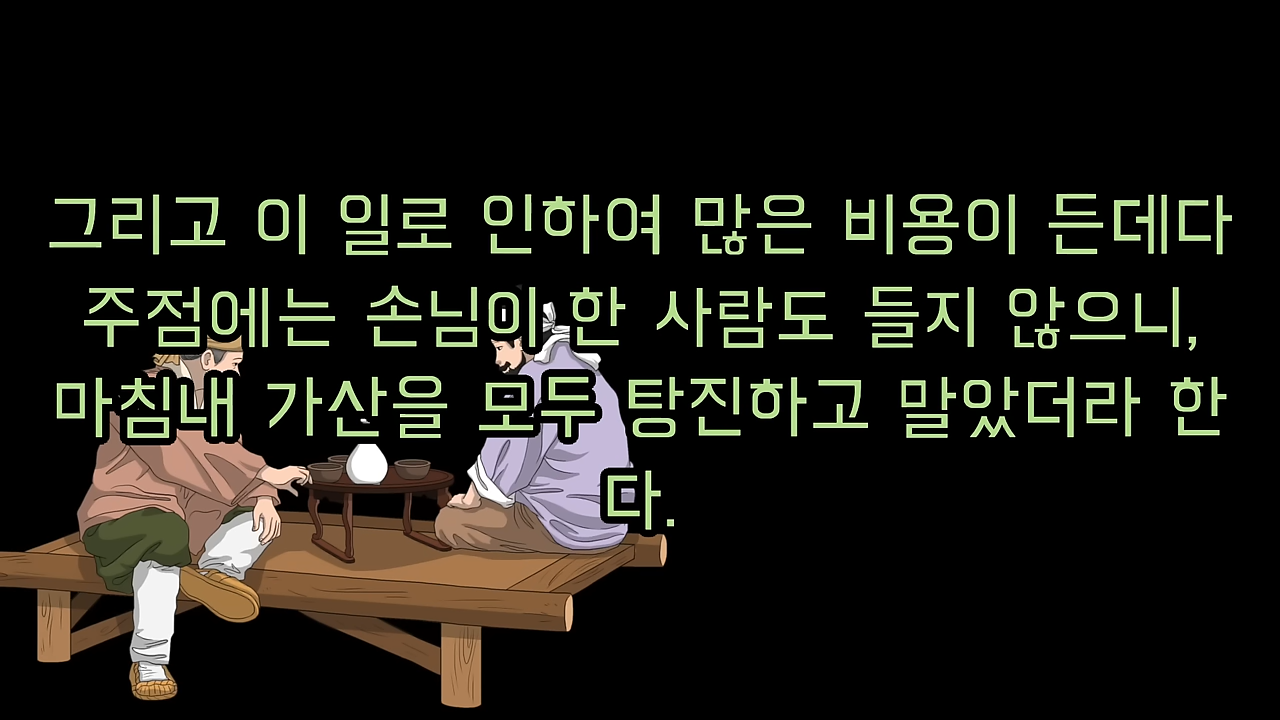 그리고 이 일로 인하여 많은 비용이 든데다
주점에는 손님이 한 사람도 들지 않으니,
마침내 가산을 모두 탕진하고 말았더라 한
다.